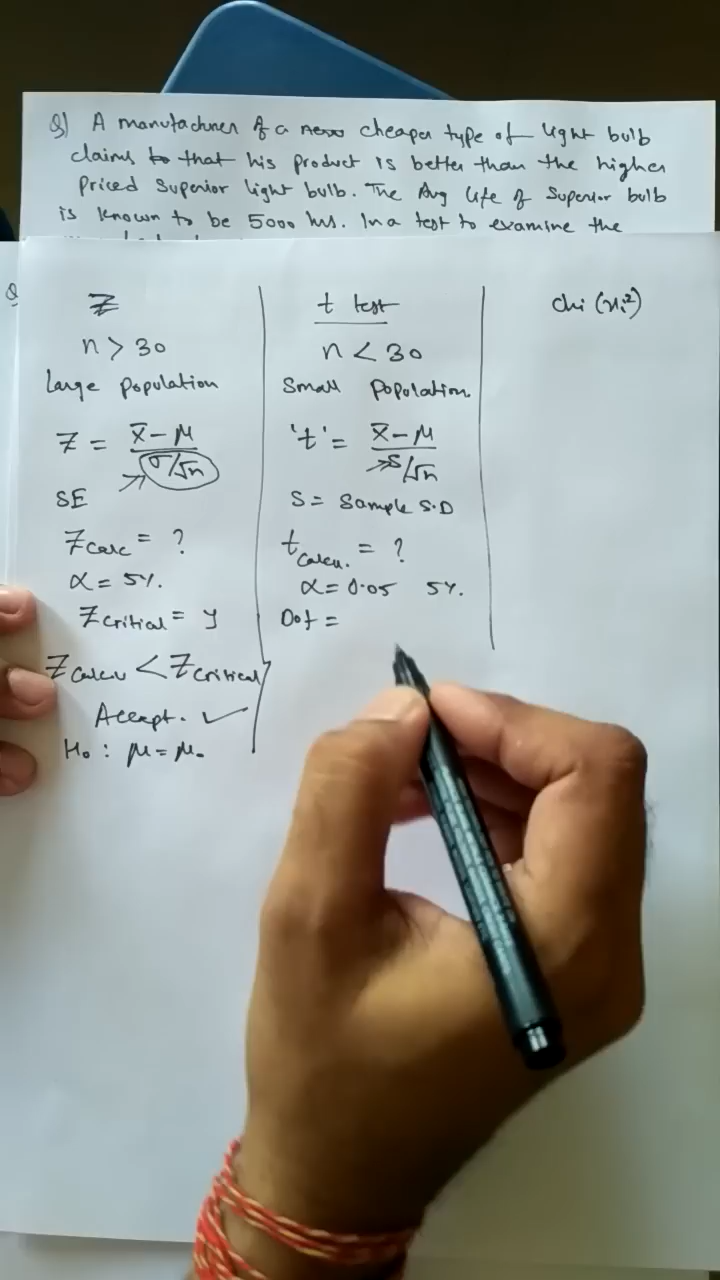 Q) A manufacturer of a new cheaper type of light bulb
claims to that his product is better than the higher
Priced Superior light bulb. The Avg life of Superior bulb
is known to be 5000 hrs. In a test to examine the
Z
n > 30
Large Population
Z = x̄ - μ / σ/√n
SE
Zcalc = ?
α = 5%.
Zcritical = y
Zcalcu < Zcritical
Accept. ✓
H₀ : μ = μ₀
t test
n < 30
Small Population
't' = x̄ - μ / s/√n
S = Sample S.D
tcalcu. = ?
α = 0.05 5%.
Dof =
chi (xi²)